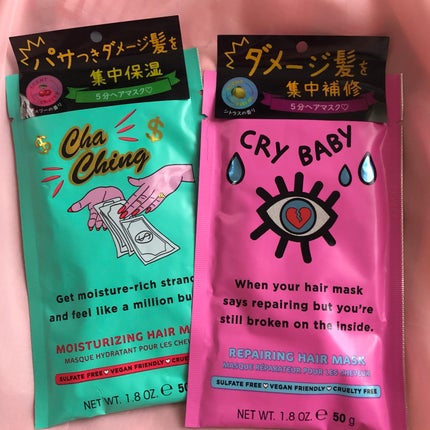 パサつきダメージ髪を
集中保湿
5分ヘアマスク♡
Cha
Ching
$
$
Get moisture-rich strand
and feel like a million bu
MOISTURIZING HAIR M
MASQUE HYDRATANT POUR LES CHEV
SULFATE FREE♥VEGAN FRIENDLY♥CRUEL
NET WT. 1.8 OZ. ℮ 50
ダメージ髪を
集中補修
シトラスの香り
5分ヘアマスク♡
CRY BABY
When your hair mask
says repairing but you're
still broken on the inside.
REPAIRING HAIR MASK
MASQUE RÉPARATEUR POUR LES CHEVEUX
SULFATE FREE♥VEGAN FRIENDLY♥CRUELTY FREE
NET WT. 1.8 OZ. ℮ 50 g